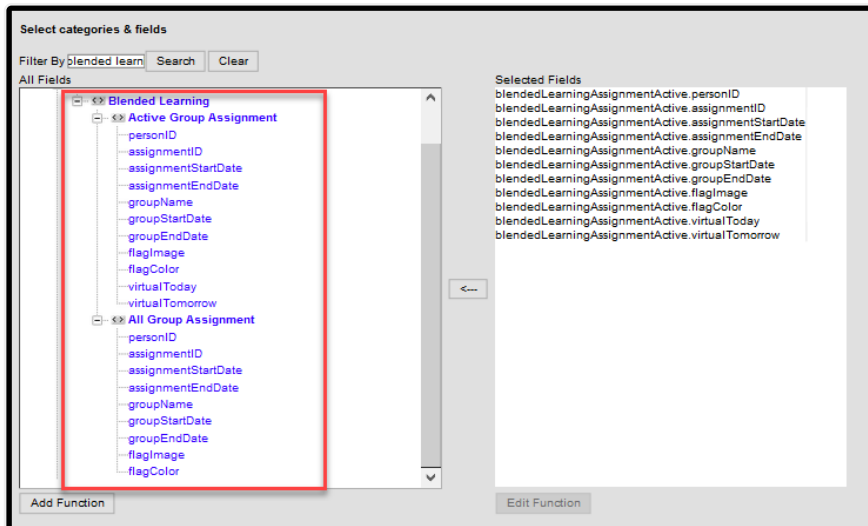 Select categories & fields
Filter By blended learn Search Clear
All Fields
Blended Learning
Active Group Assignment
personID
assignmentID
assignmentStartDate
assignmentEndDate
groupName
groupStartDate
groupEndDate
flagImage
flagColor
virtualToday
virtualTomorrow
All Group Assignment
personID
assignmentID
assignmentStartDate
assignmentEndDate
groupName
groupStartDate
groupEndDate
flagImage
flagColor
Add Function
<---
Selected Fields
blendedLearningAssignmentActive.personID
blendedLearningAssignmentActive.assignmentID
blendedLearningAssignmentActive.assignmentStartDate
blendedLearningAssignmentActive.assignmentEndDate
blendedLearningAssignmentActive.groupName
blendedLearningAssignmentActive.groupStartDate
blendedLearningAssignmentActive.groupEndDate
blendedLearningAssignmentActive.flagImage
blendedLearningAssignmentActive.flagColor
blendedLearningAssignmentActive.virtualToday
blendedLearningAssignmentActive.virtualTomorrow
Edit Function